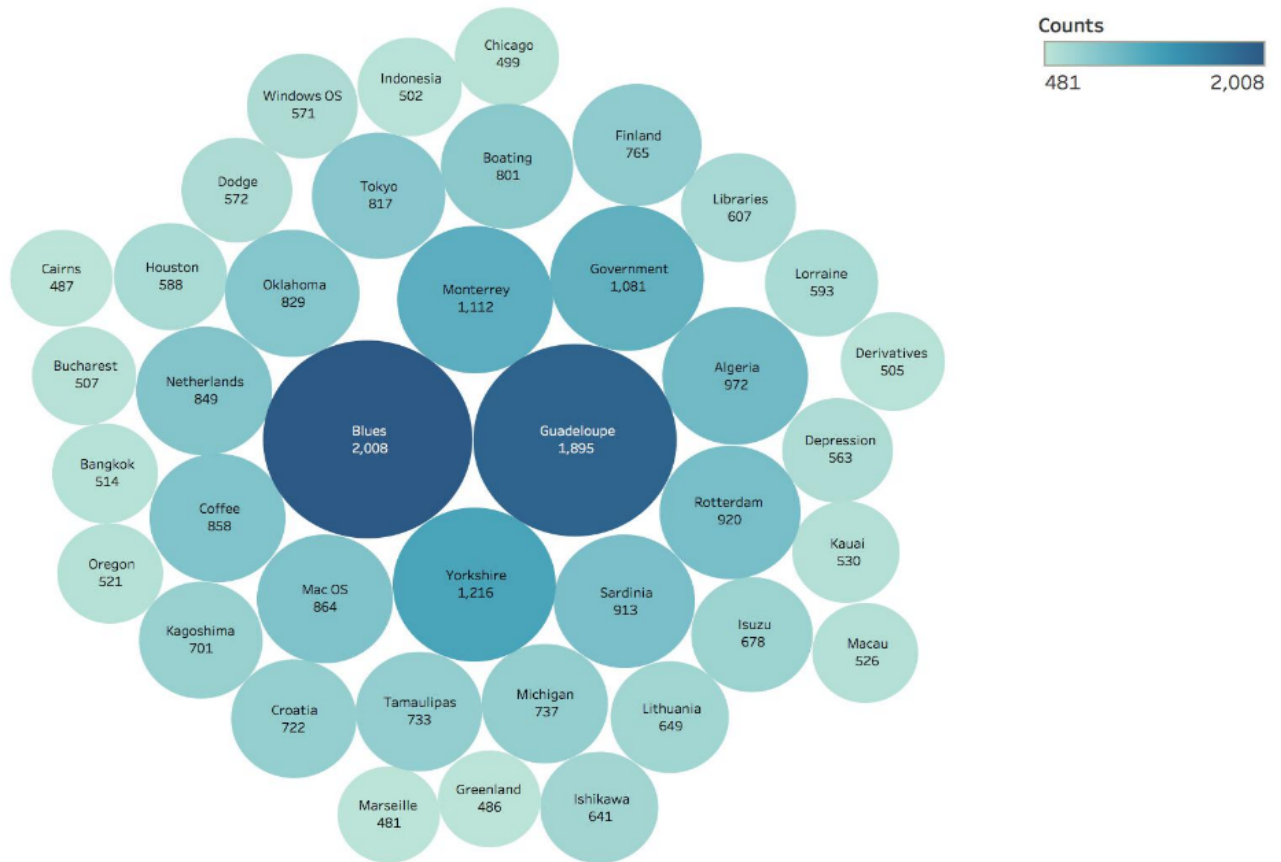 Counts
481 2,008
Chicago
499
Indonesia
502
Windows OS
571
Finland
765
Boating
801
Dodge
572
Tokyo
817
Libraries
607
Cairns
487
Houston
588
Oklahoma
829
Monterrey
1,112
Government
1,081
Lorraine
593
Bucharest
507
Netherlands
849
Algeria
972
Derivatives
505
Blues
2,008
Guadeloupe
1,895
Depression
563
Bangkok
514
Coffee
858
Rotterdam
920
Kauai
530
Oregon
521
Mac OS
864
Yorkshire
1,216
Sardinia
913
Kagoshima
701
Isuzu
678
Macau
526
Croatia
722
Tamaulipas
733
Michigan
737
Lithuania
649
Marseille
481
Greenland
486
Ishikawa
641